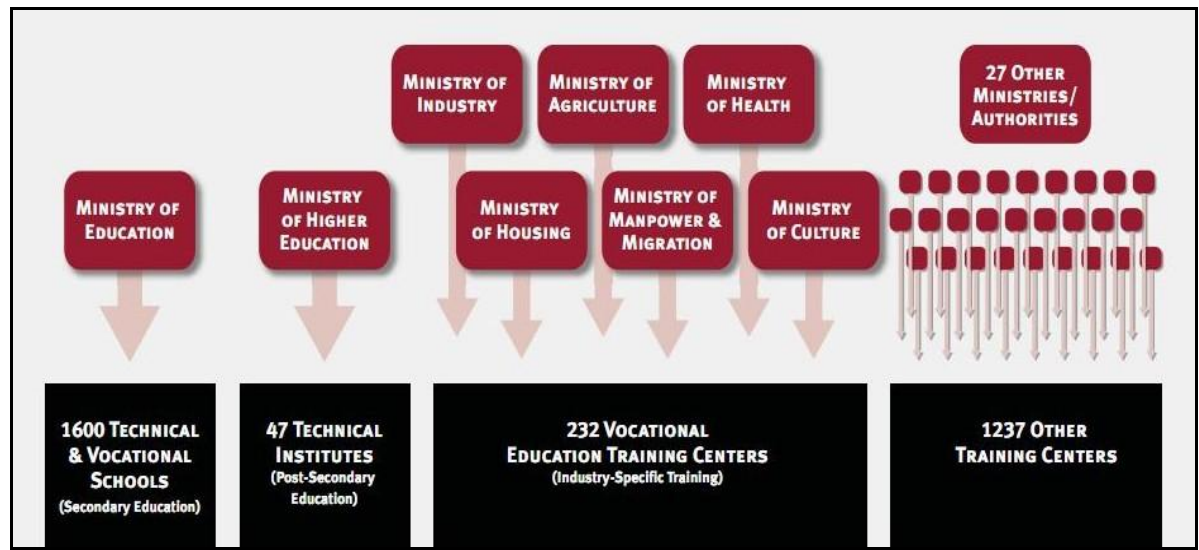 MINISTRY OF
INDUSTRY
MINISTRY OF
AGRICULTURE
MINISTRY
OF HEALTH
27 OTHER
MINISTRIES/
AUTHORITIES
MINISTRY OF
EDUCATION
MINISTRY
OF HIGHER
EDUCATION
MINISTRY
OF HOUSING
MINISTRY OF
MANPOWER &
MIGRATION
MINISTRY
OF CULTURE
1600 TECHNICAL
& VOCATIONAL
SCHOOLS
(Secondary Education)
47 TECHNICAL
INSTITUTES
(Post-Secondary
Education)
232 VOCATIONAL
EDUCATION TRAINING CENTERS
(Industry-Specific Training)
1237 OTHER
TRAINING CENTERS